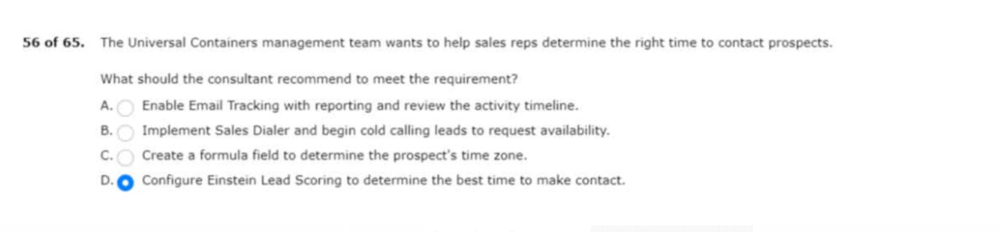 56 of 65. The Universal Containers management team wants to help sales reps determine the right time to contact prospects.
What should the consultant recommend to meet the requirement?
A. Enable Email Tracking with reporting and review the activity timeline.
B. Implement Sales Dialer and begin cold calling leads to request availability.
C. Create a formula field to determine the prospect's time zone.
D. Configure Einstein Lead Scoring to determine the best time to make contact.